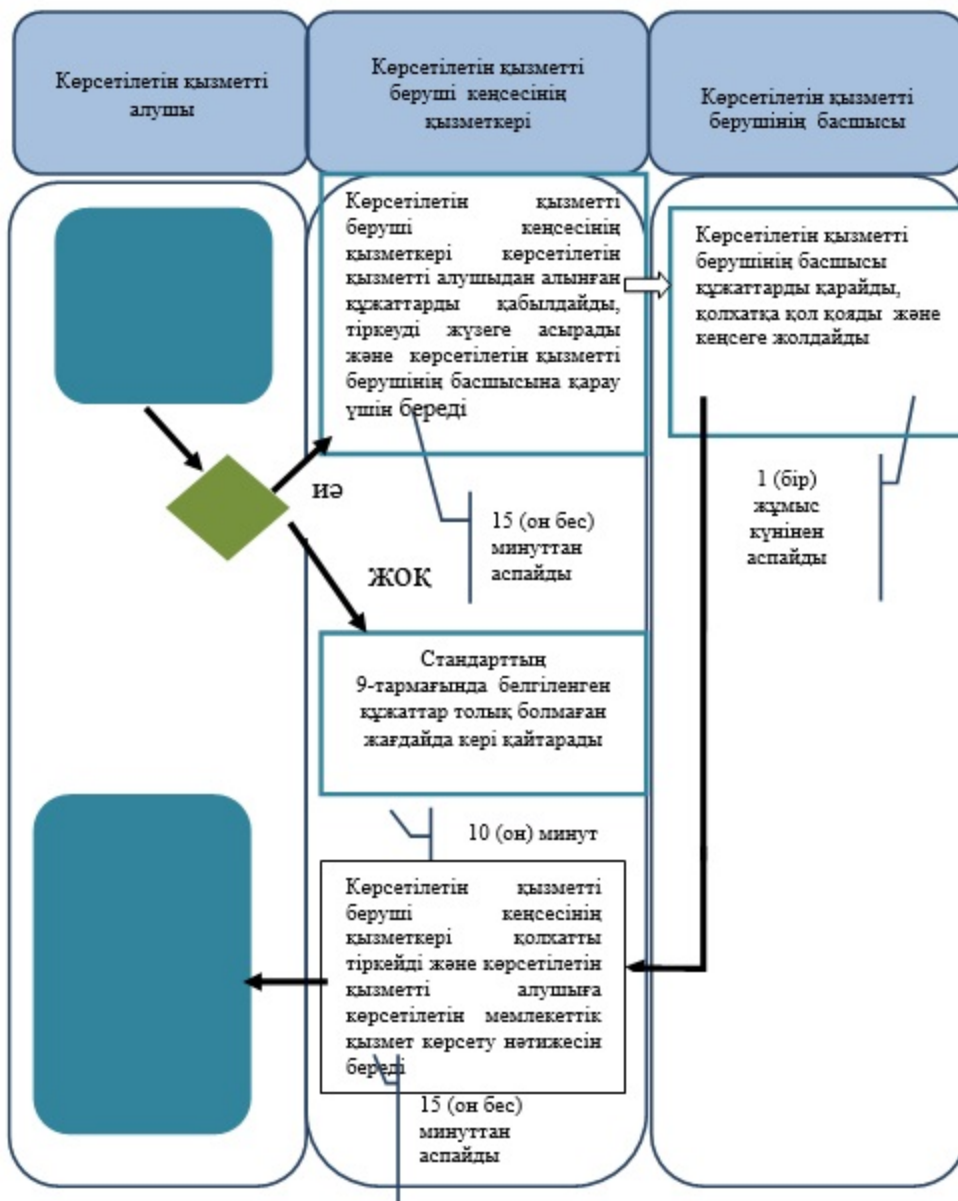 Көрсетілетін қызметті
алушы
Көрсетілетін қызметті
беруші кеңсесінің
қызметкері
Көрсетілетін қызметті
берушінің басшысы
Көрсетілетін қызметті
беруші кеңсесінің
қызметкері көрсетілетін
қызметті алушыдан алынған
құжаттарды қабылдайды,
тіркеуді жүзеге асырады
және көрсетілетін қызметті
берушінің басшысына қарау
үшін береді
Көрсетілетін қызметті
берушінің басшысы
құжаттарды қарайды,
қолхатқа қол қояды және
кеңсеге жолдайды
иә
15 (он бес)
минуттан
аспайды
1 (бір)
жұмыс
күнінен
аспайды
жоқ
Стандарттың
9-тармағында белгіленген
құжаттар толық болмаған
жағдайда кері қайтарады
10 (он) минут
Көрсетілетін қызметті
беруші кеңсесінің
қызметкері қолхатты
тіркейді және көрсетілетін
қызметті алушыға
көрсетілетін мемлекеттік
қызмет көрсету нәтижесін
береді
15 (он бес)
минуттан
аспайды